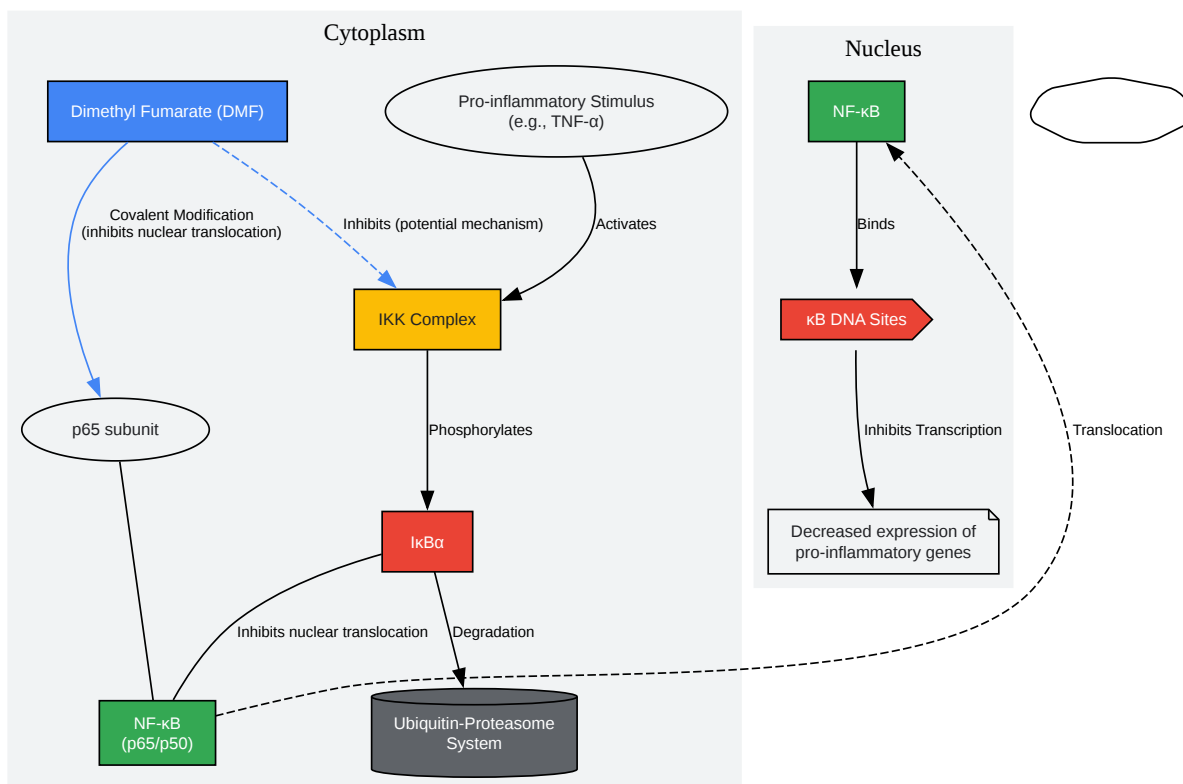 Cytoplasm
Nucleus
Dimethyl Fumarate (DMF)
Pro-inflammatory Stimulus
(e.g., TNF-α)
NF-κB
Covalent Modification
(inhibits nuclear translocation)
Inhibits (potential mechanism)
Activates
Binds
IKK Complex
κB DNA Sites
p65 subunit
Phosphorylates
Inhibits Transcription
Translocation
IκBα
Decreased expression of
pro-inflammatory genes
Inhibits nuclear translocation
Degradation
NF-κB
(p65/p50)
Ubiquitin-Proteasome
System